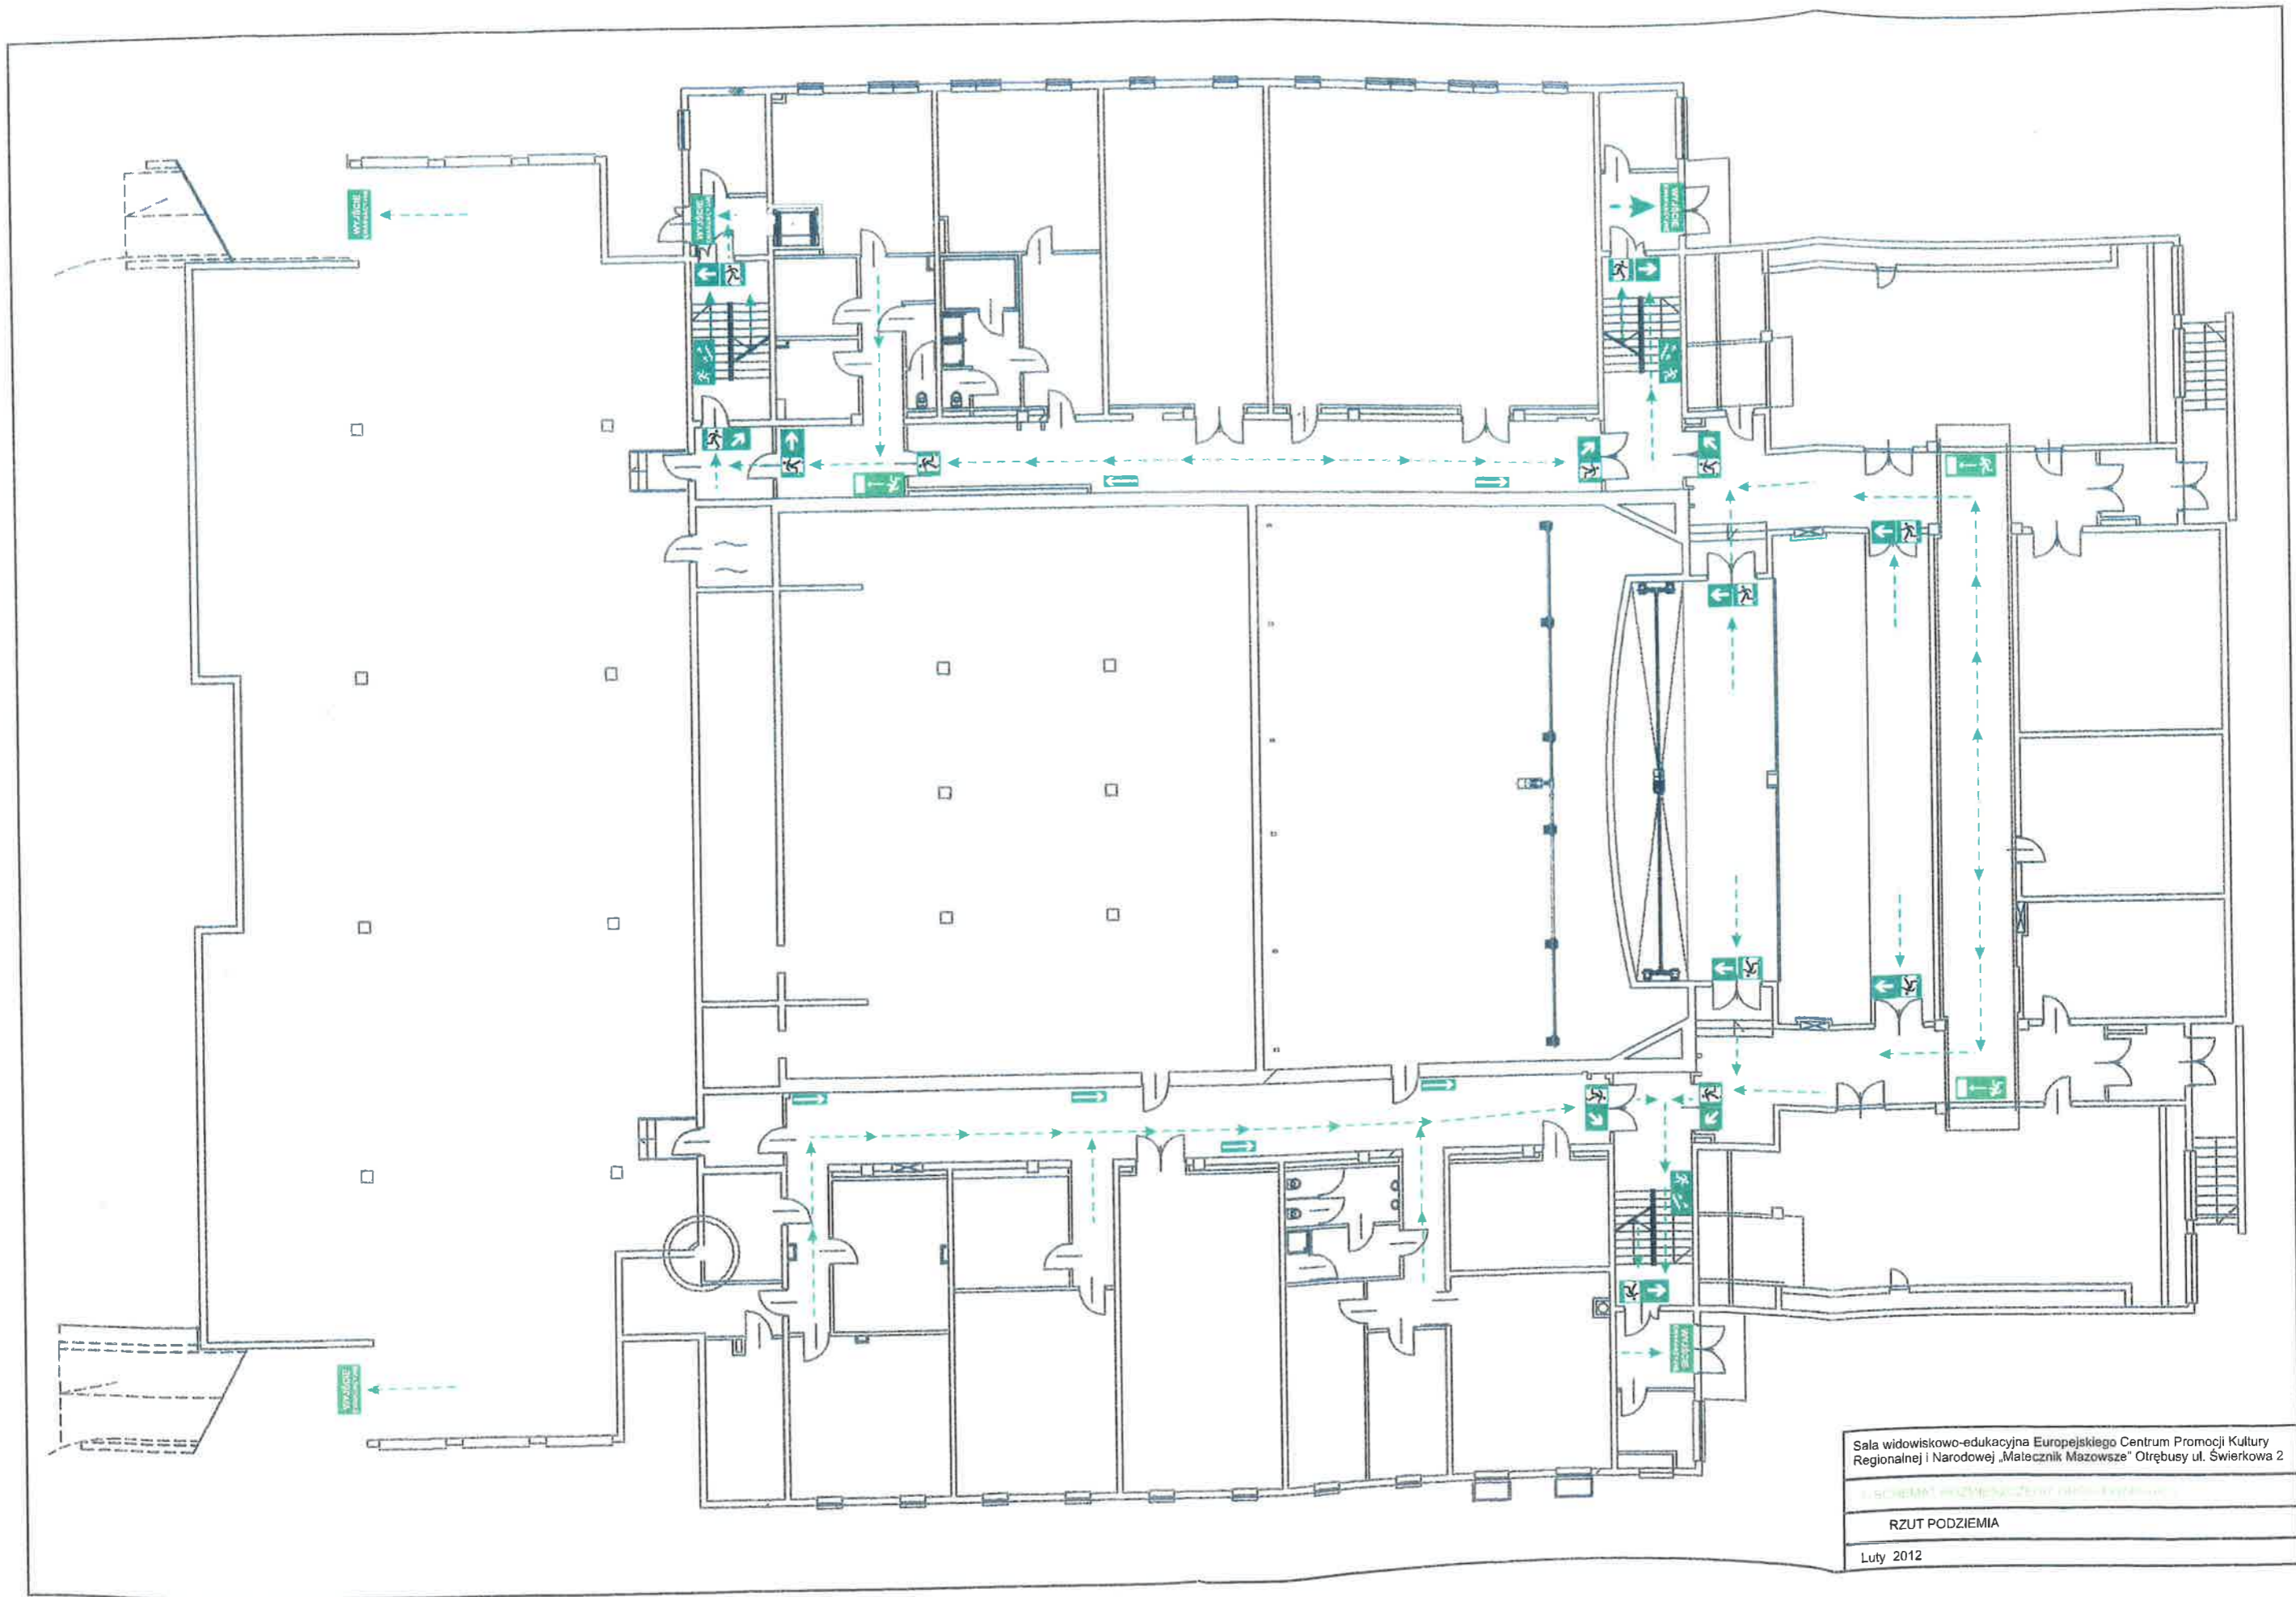 WYJŚCIE
WYJŚCIE
WYJŚCIE
WYJŚCIE
WYJŚCIE
Sala widowiskowo-edukacyjna Europejskiego Centrum Promocji Kultury
Regionalnej i Narodowej „Matecznik Mazowsze" Otrębusy ul. Świerkowa 2
RZUT PODZIEMIA
Luty 2012